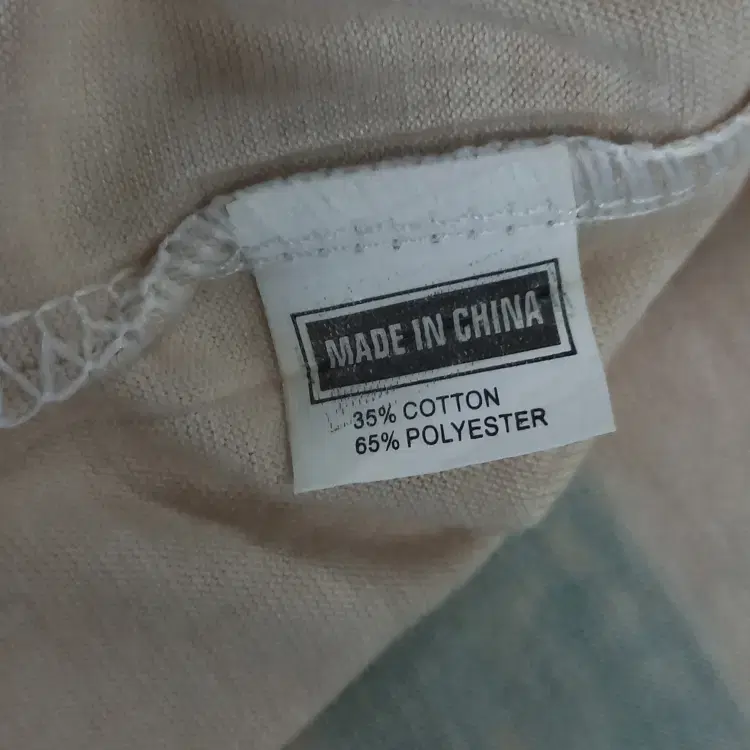 MADE IN CHINA
35% COTTON
65% POLYESTER